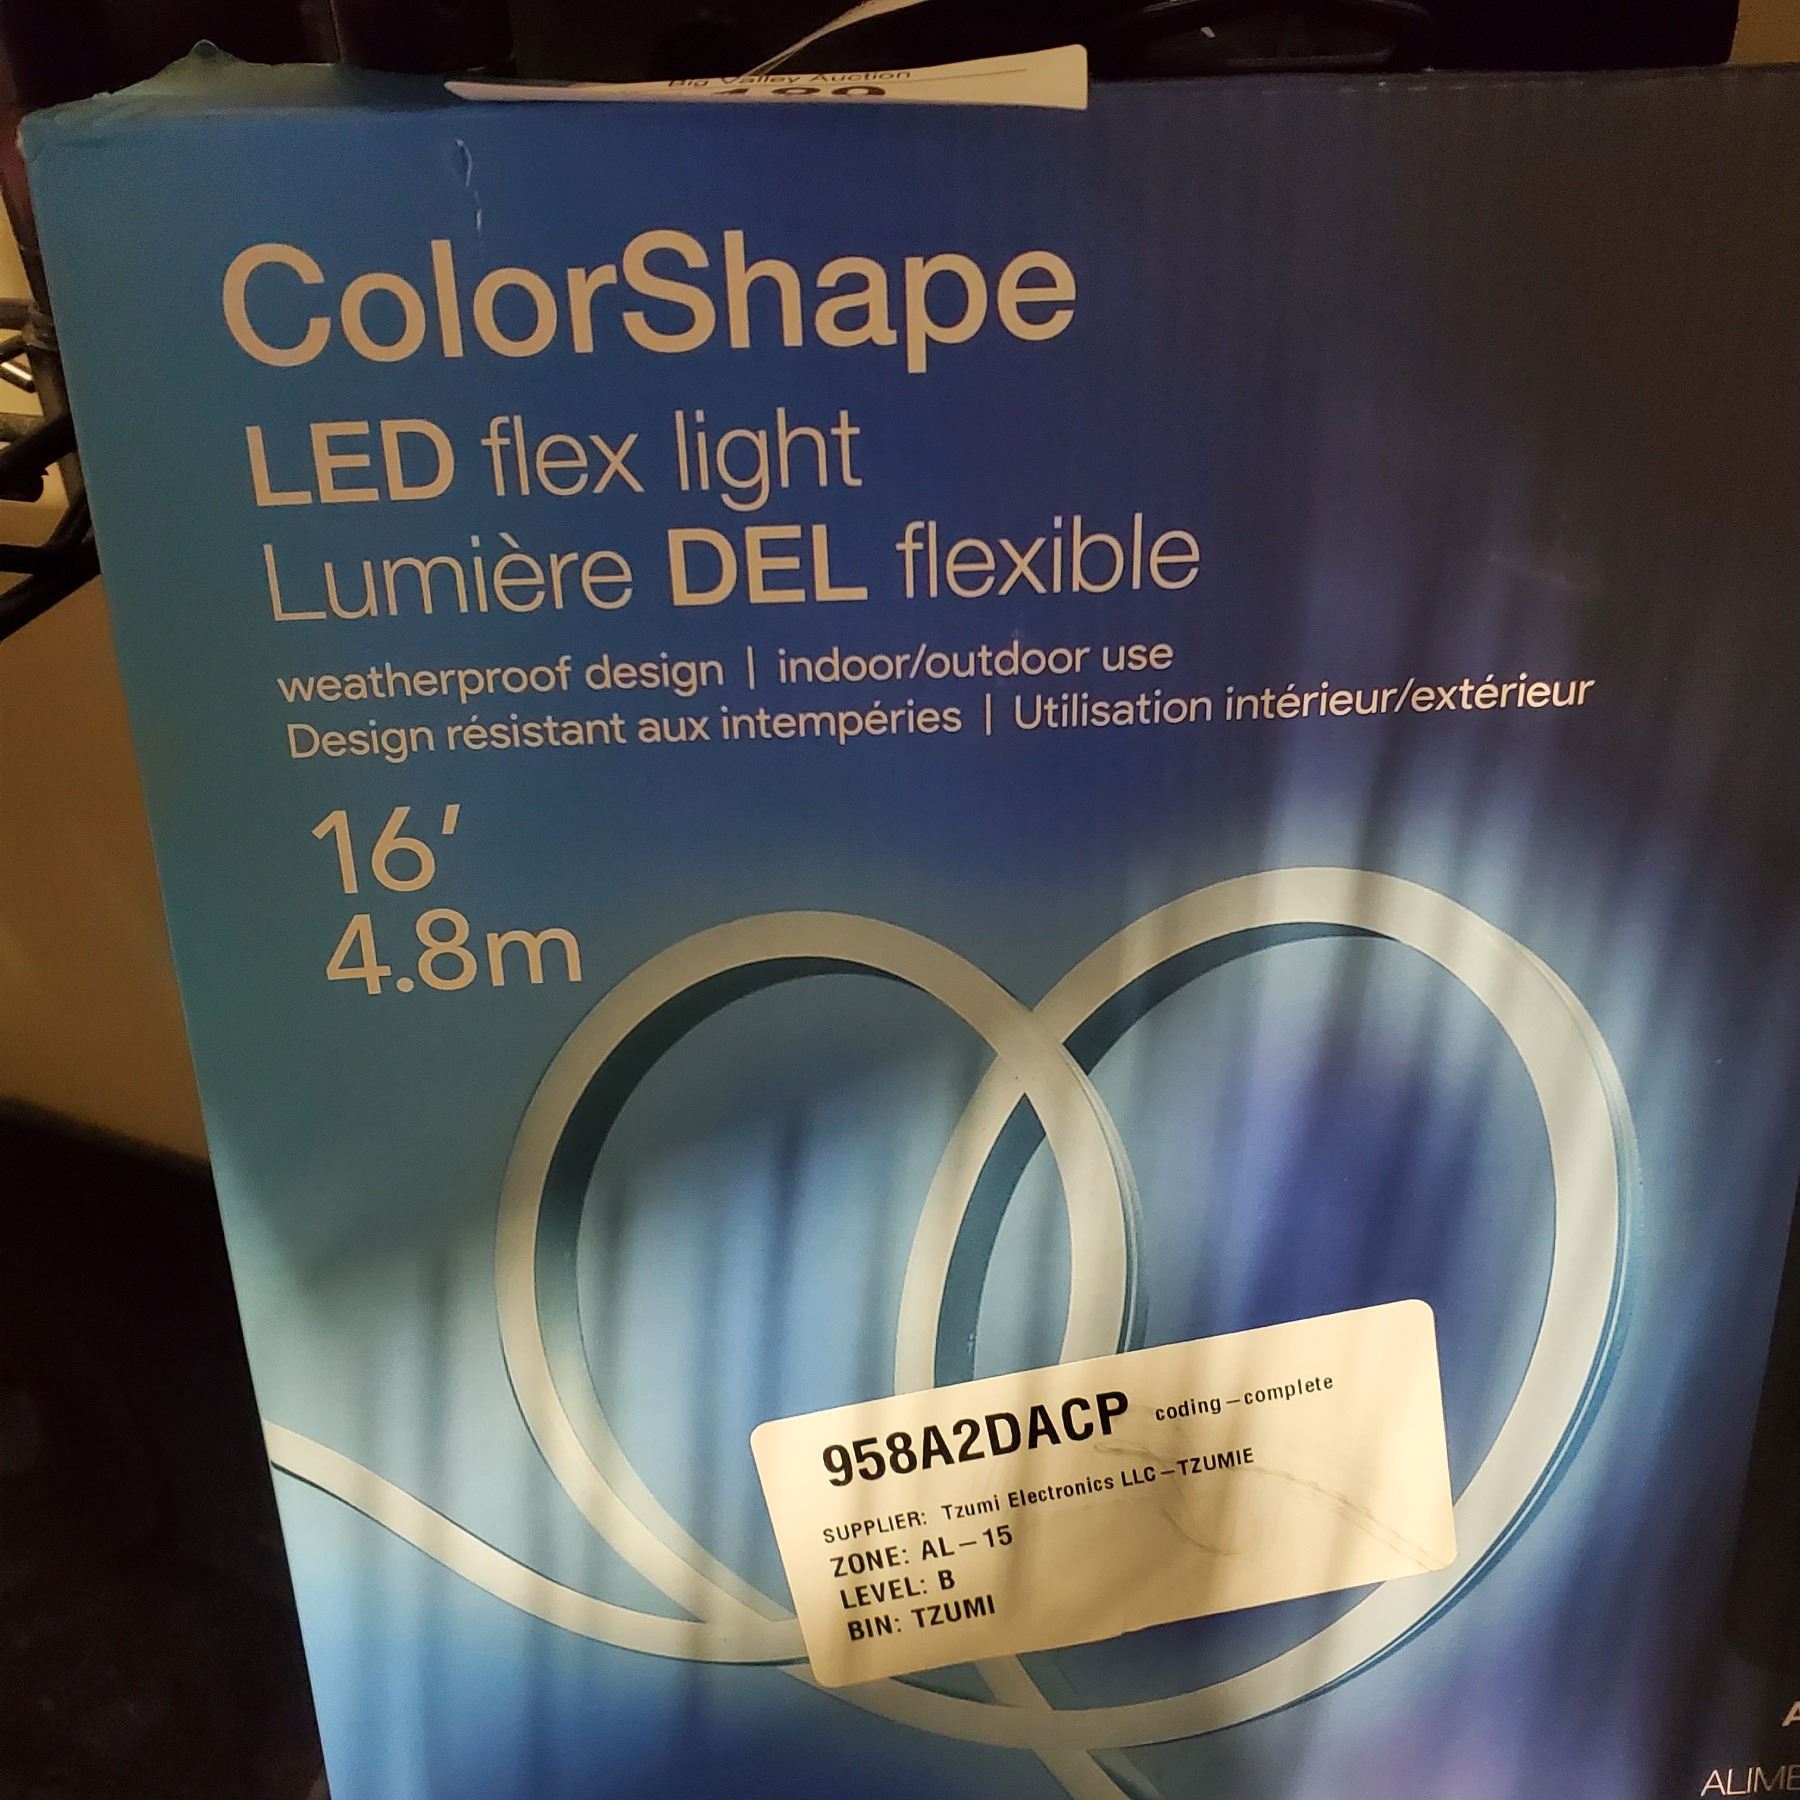 Big Valley Auction
ColorShape
LED flex light
Lumière DEL flexible
weatherproof design | indoor/outdoor use
Design résistant aux intempéries | Utilisation intérieur/extérieur
16'
4.8m
958A2DACP coding-complete
SUPPLIER: Tzumi Electronics LLC-TZUMIE
ZONE: AL-15
LEVEL: B
BIN: TZUMI